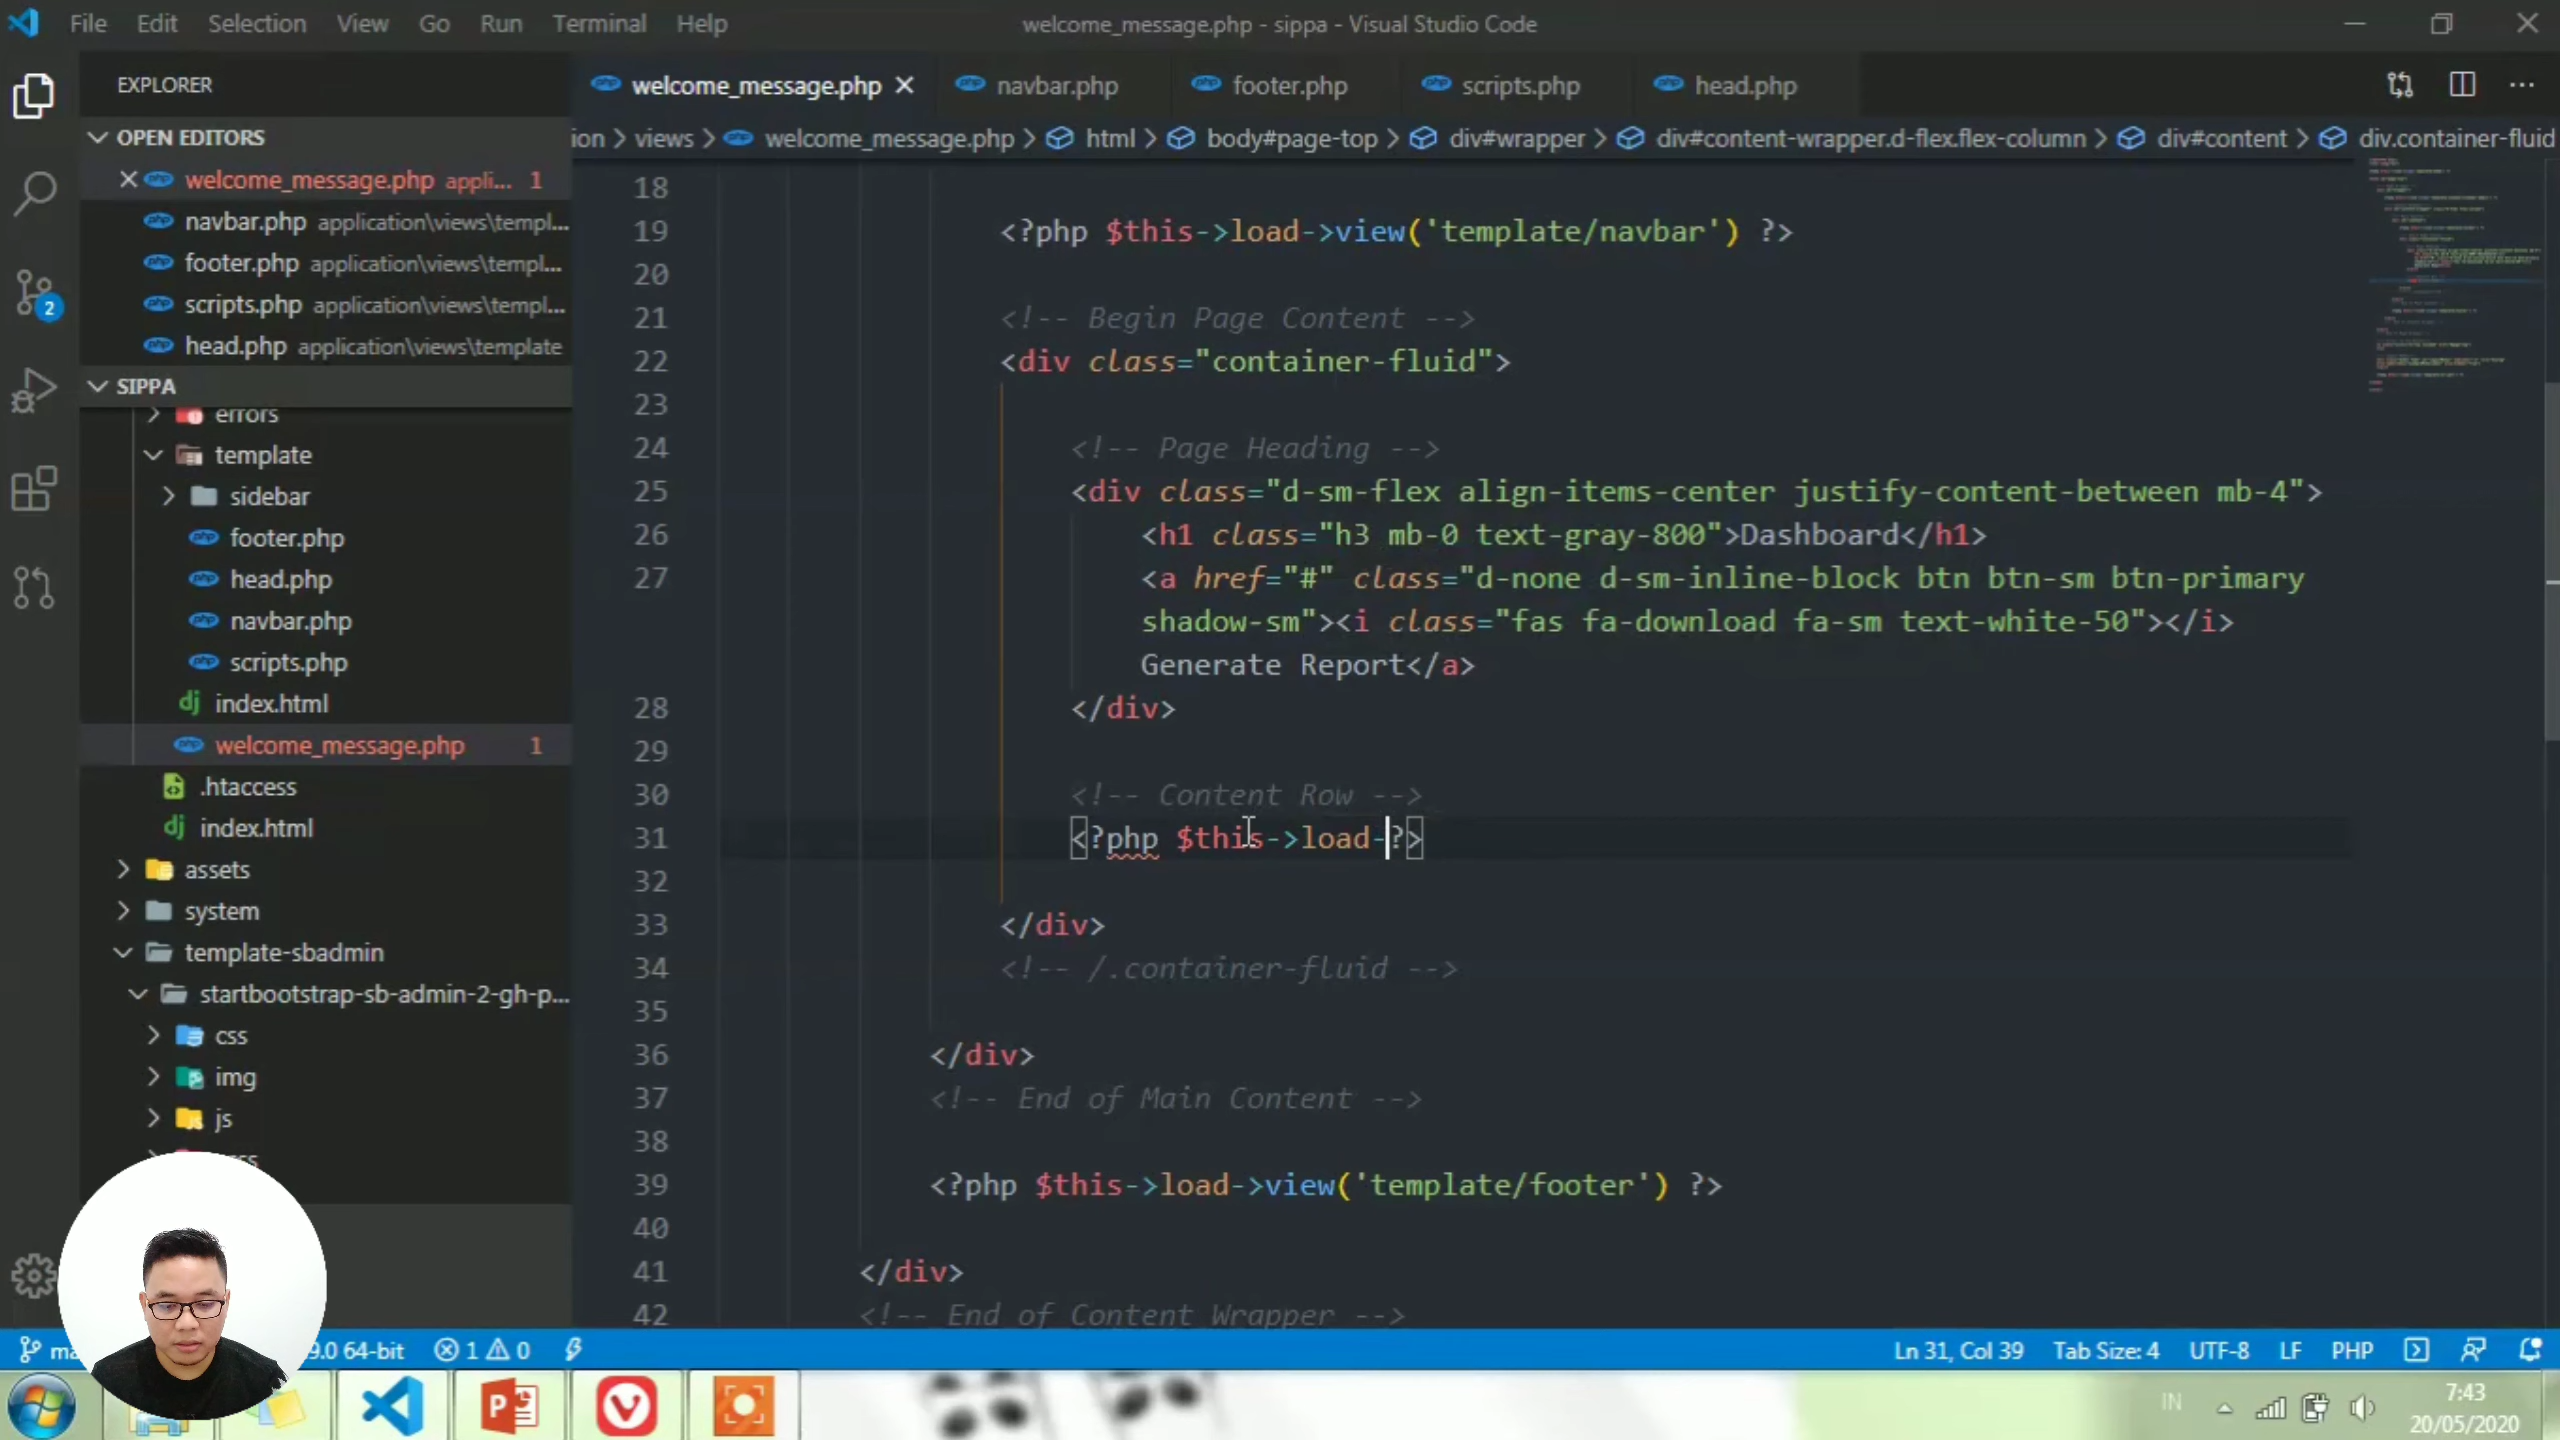 File Edit Selection View Go Run Terminal Help
welcome_message.php - sippa - Visual Studio Code
EXPLORER
OPEN EDITORS
welcome_message.php appli... 1
navbar.php application\views\templ...
footer.php application\views\templ...
scripts.php application\views\templ...
head.php application\views\template
SIPPA
errors
template
sidebar
footer.php
head.php
navbar.php
scripts.php
index.html
welcome_message.php 1
.htaccess
index.html
assets
system
template-sbadmin
startbootstrap-sb-admin-2-gh-p...
css
img
js
2
welcome_message.php navbar.php footer.php scripts.php head.php
ion > views > welcome_message.php > html > body#page-top > div#wrapper > div#content-wrapper.d-flex.flex-column > div#content > div.container-fluid
18
19 <?php $this->load->view('template/navbar') ?>
20
21 <!-- Begin Page Content -->
22 <div class="container-fluid">
23
24 <!-- Page Heading -->
25 <div class="d-sm-flex align-items-center justify-content-between mb-4">
26 <h1 class="h3 mb-0 text-gray-800">Dashboard</h1>
27 <a href="#" class="d-none d-sm-inline-block btn btn-sm btn-primary
shadow-sm"><i class="fas fa-download fa-sm text-white-50"></i>
Generate Report</a>
28 </div>
29
30 <!-- Content Row -->
31 <?php $this->load-?>
32
33 </div>
34 <!-- /.container-fluid -->
35
36 </div>
37 <!-- End of Main Content -->
38
39 <?php $this->load->view('template/footer') ?>
40
41 </div>
42 <!-- End of Content Wrapper -->
ma 9.0 64-bit 1 0 Ln 31, Col 39 Tab Size: 4 UTF-8 LF PHP
IN 7:43
20/05/2020